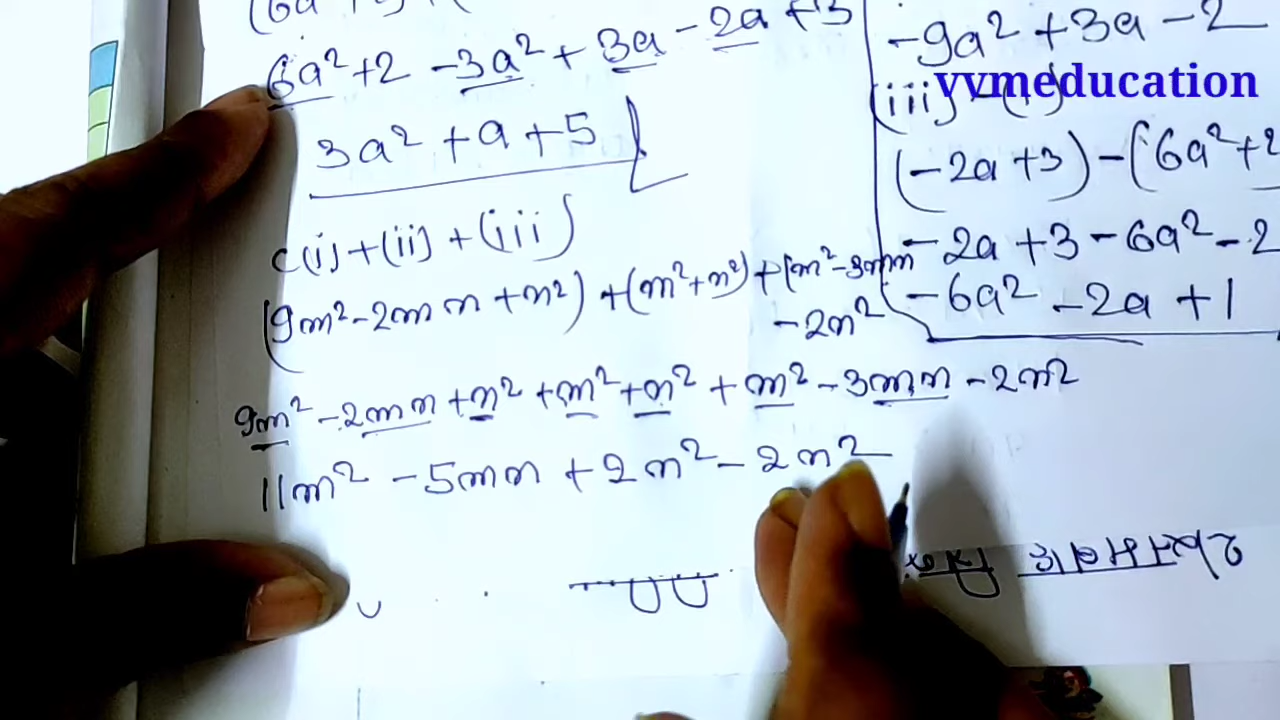 6a² + 2 - 3a² + 3a - 2a + 3
3a² + a + 5
c(i) + (ii) + (iii)
(9m² - 2mn + n²) + (m² + n²) + (m² - 3mn
- 2n²
9m² - 2mn + n² + m² + n² + m² - 3mn - 2n²
11m² - 5mn + 2n² - 2n²
-9a² + 3a - 2
yvmeducation
(iii) - (i)
(-2a + 3) - (6a² + 2
-2a + 3 - 6a² - 2
-6a² - 2a + 1